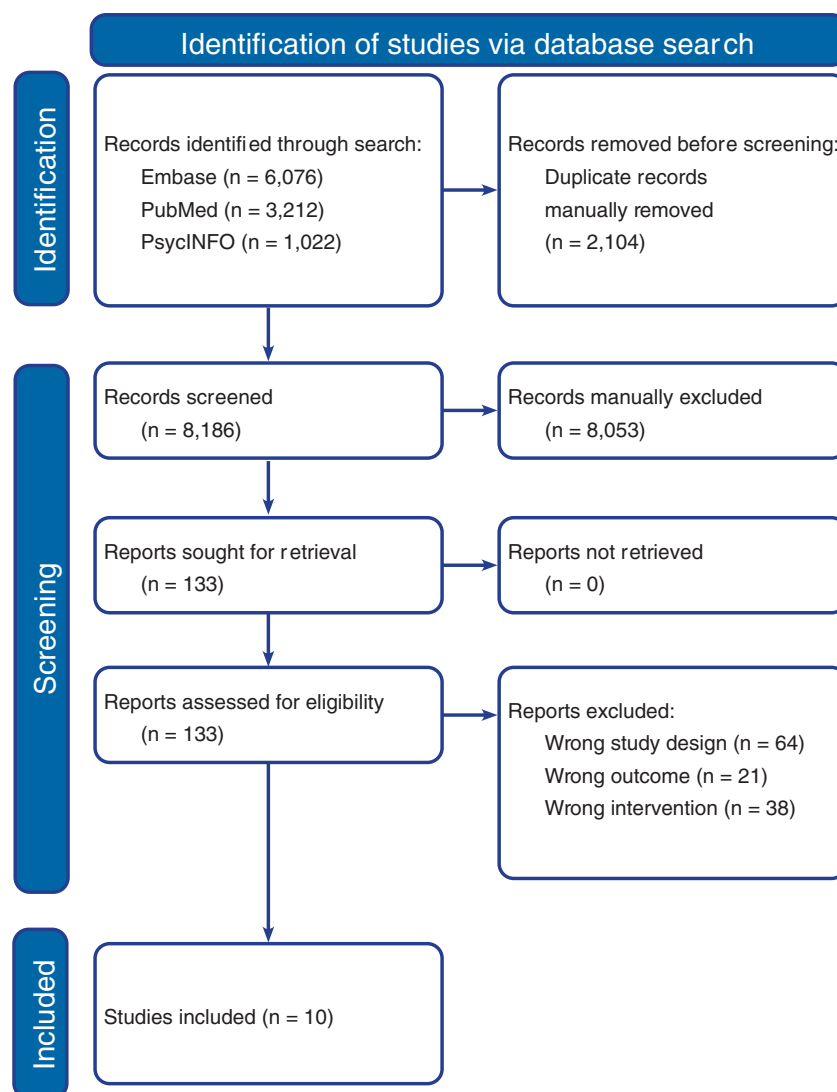 Identification of studies via database search
Identification
Records identified through search:
Embase (n = 6,076)
PubMed (n = 3,212)
PsycINFO (n = 1,022)
Records removed before screening:
Duplicate records
manually removed
(n = 2,104)
Screening
Records screened
(n = 8,186)
Records manually excluded
(n = 8,053)
Reports sought for retrieval
(n = 133)
Reports not retrieved
(n = 0)
Reports assessed for eligibility
(n = 133)
Reports excluded:
Wrong study design (n = 64)
Wrong outcome (n = 21)
Wrong intervention (n = 38)
Included
Studies included (n = 10)